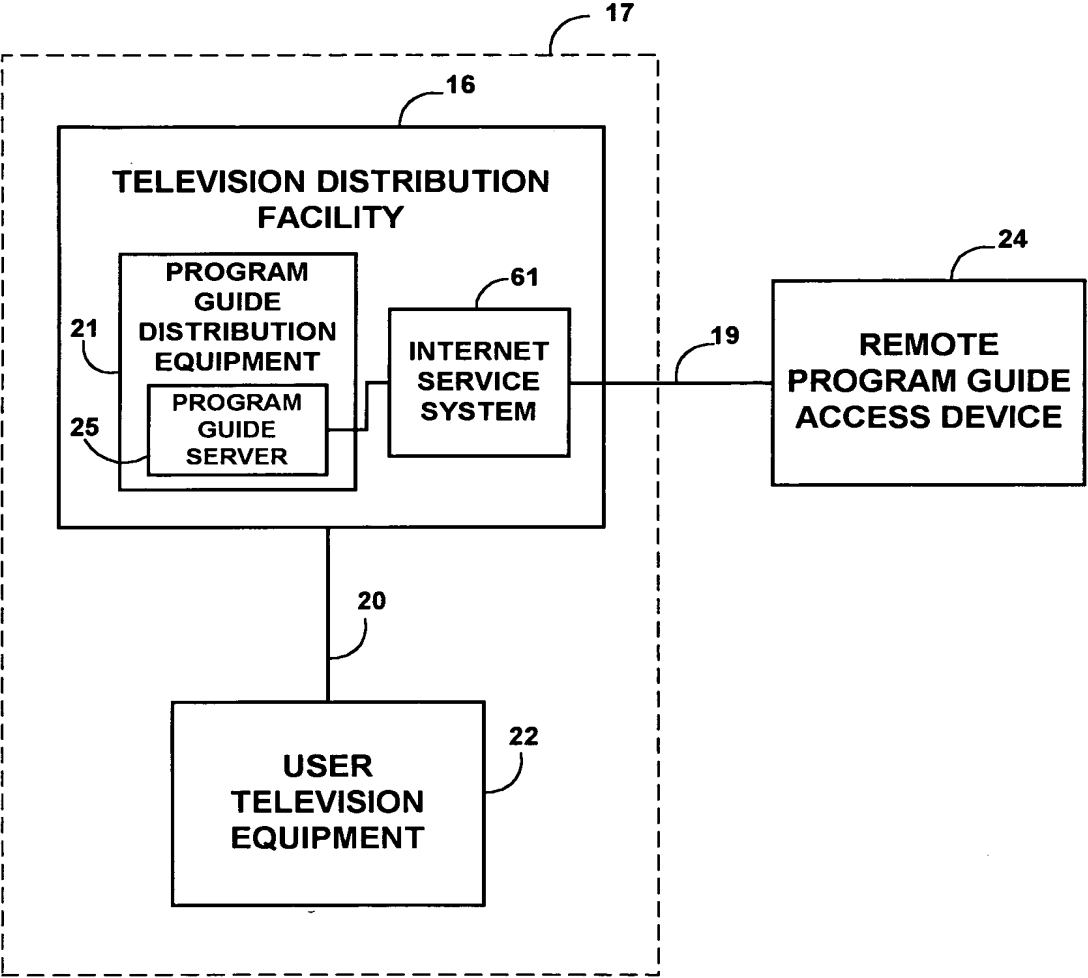 17
16
TELEVISION DISTRIBUTION
FACILITY
24
PROGRAM
GUIDE
DISTRIBUTION
EQUIPMENT
61
21
19
INTERNET
SERVICE
SYSTEM
REMOTE
PROGRAM GUIDE
ACCESS DEVICE
PROGRAM
GUIDE
SERVER
25
20
22
USER
TELEVISION
EQUIPMENT